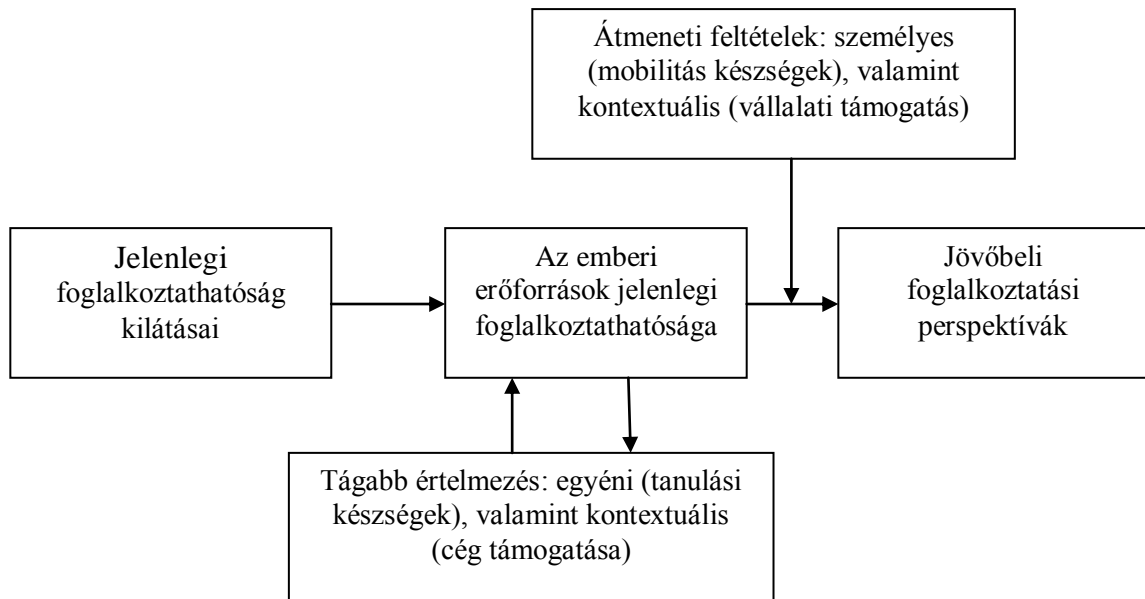 Átmeneti feltételek: személyes
(mobilitás készségek), valamint
kontextuális (vállalati támogatás)
Jelenlegi
foglalkoztathatóság
kilátásai
Az emberi
erőforrások jelenlegi
foglalkoztathatósága
Jövőbeli
foglalkoztatási
perspektívák
Tágabb értelmezés: egyéni (tanulási
készségek), valamint kontextuális
(cég támogatása)